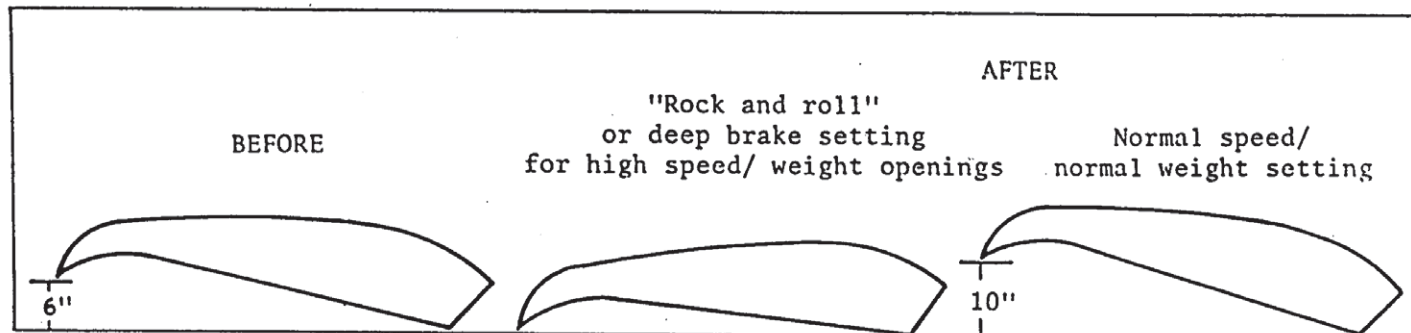 AFTER
"Rock and roll"
or deep brake setting
for high speed/ weight openings
BEFORE
Normal speed/
normal weight setting
6"
10"